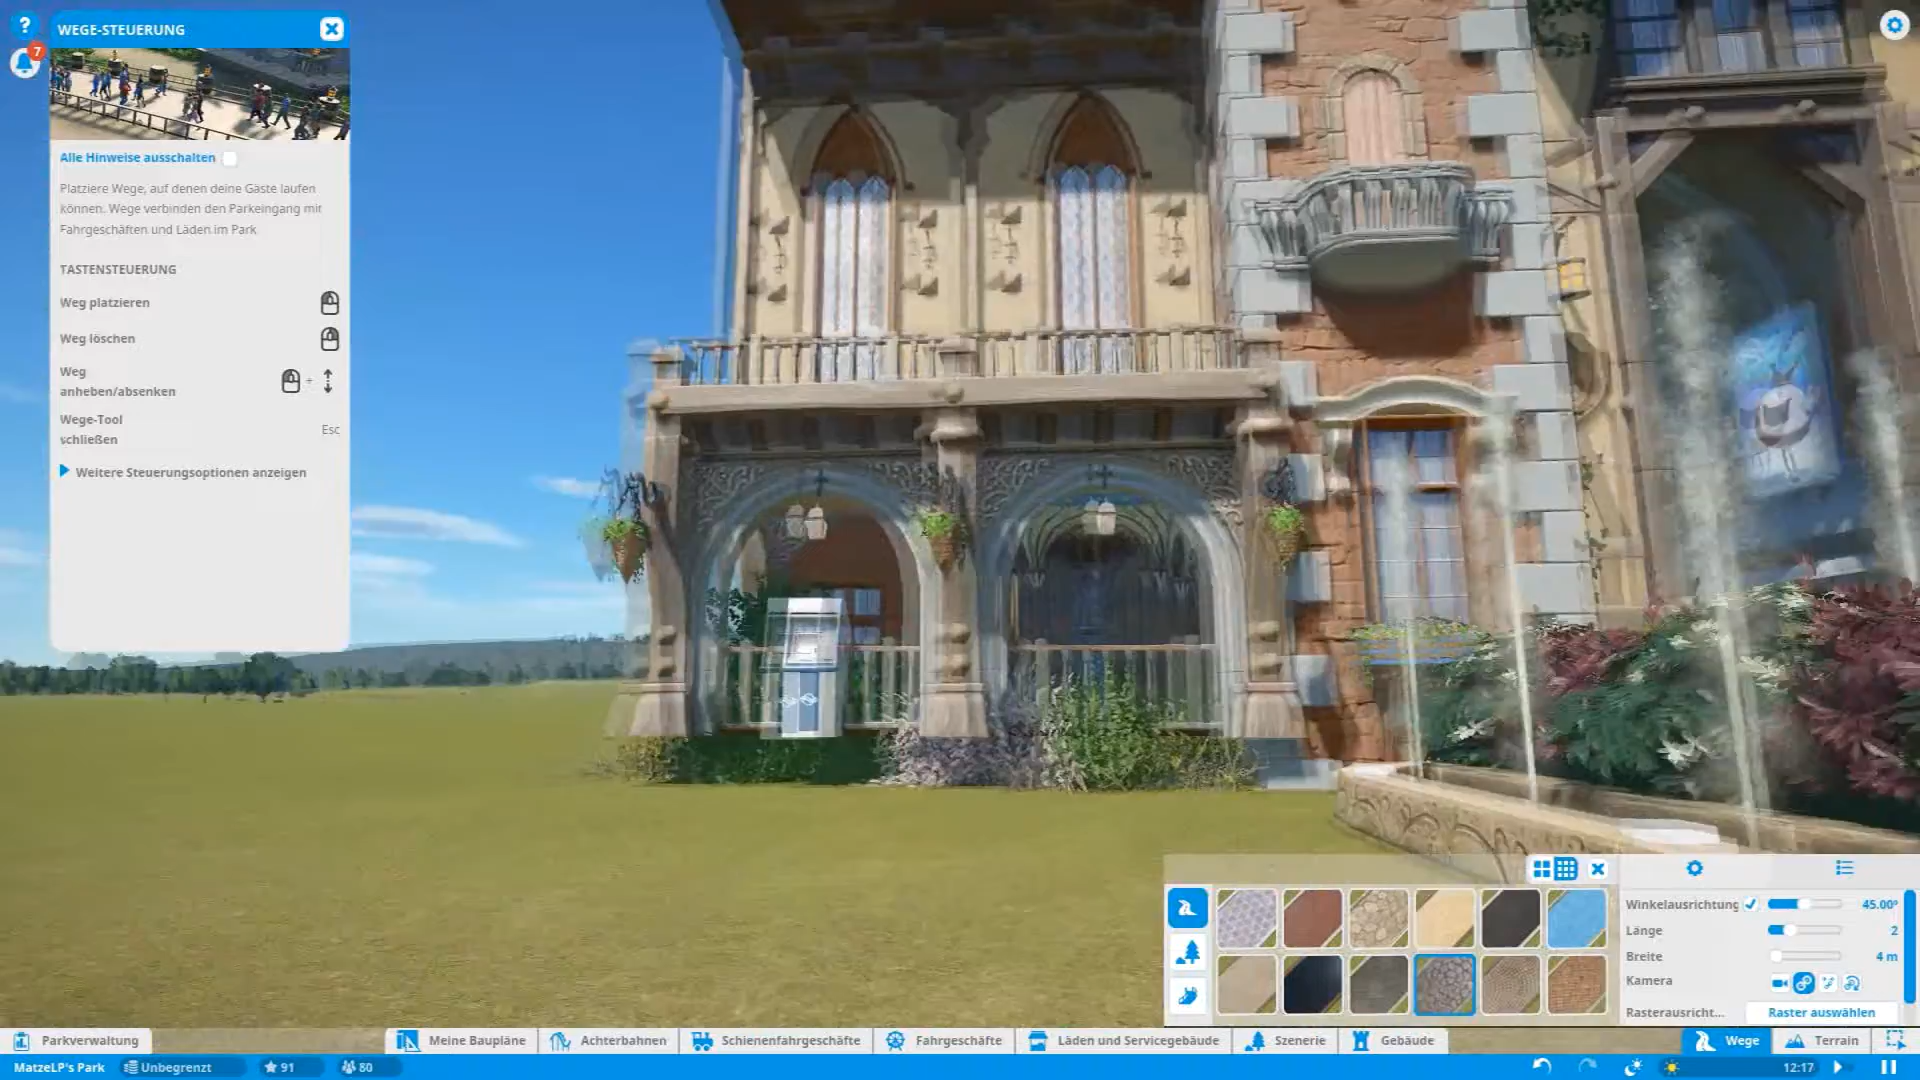 ?
7
WEGE-STEUERUNG
Alle Hinweise ausschalten
Platziere Wege, auf denen deine Gäste laufen
können. Wege verbinden den Parkeingang mit
Fahrgeschäften und Läden im Park
TASTENSTEUERUNG
Weg platzieren
Weg löschen
Weg
anheben/absenken
+
Wege-Tool
schließen
Esc
Weitere Steuerungsoptionen anzeigen
Winkelausrichtung
45.00°
Länge
2
Breite
4 m
Kamera
Rasterausricht...
Raster auswählen
Parkverwaltung
Meine Baupläne
Achterbahnen
Schienenfahrgeschäfte
Fahrgeschäfte
Läden und Servicegebäude
Szenerie
Gebäude
Wege
Terrain
MatzeLP's Park
Unbegrenzt
91
80
12:17